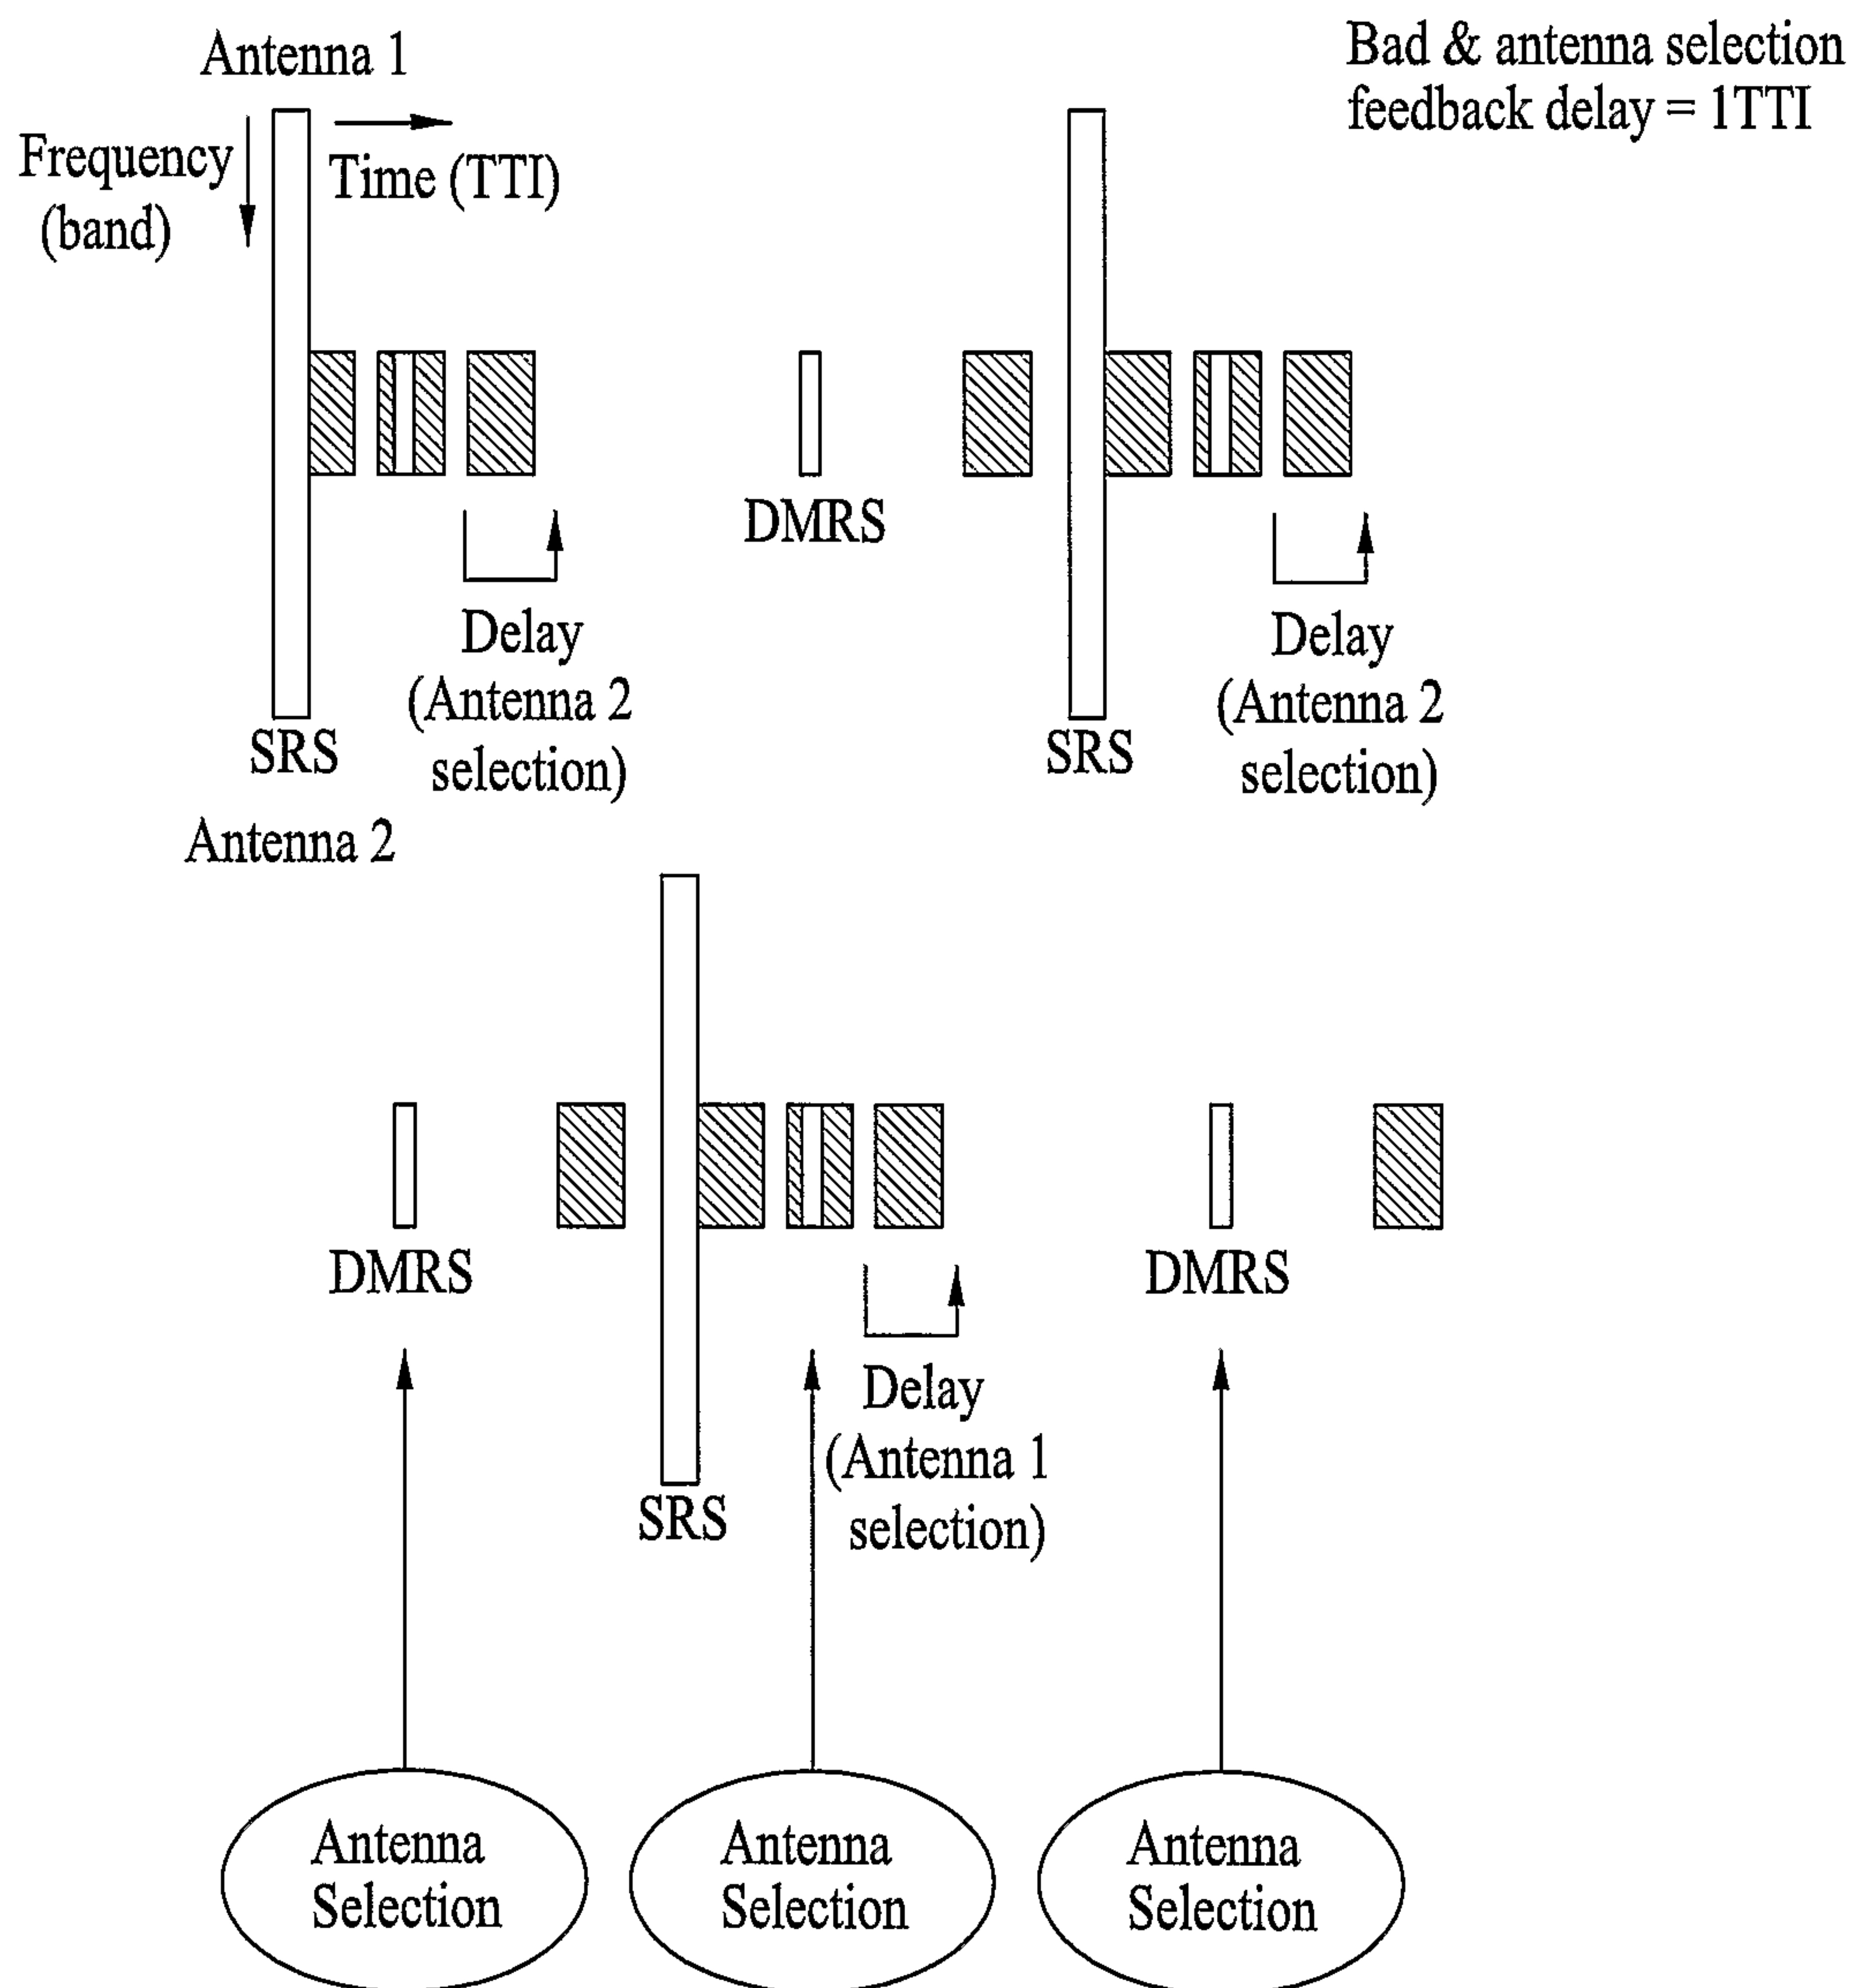 Antenna 1
Bad & antenna selection
feedback delay = 1TTI
Frequency
(band)
Time (TTI)
DMRS
Delay
(Antenna 2
selection)
Delay
(Antenna 2
selection)
SRS
SRS
Antenna 2
DMRS
DMRS
Delay
(Antenna 1
selection)
SRS
Antenna
Selection
Antenna
Selection
Antenna
Selection